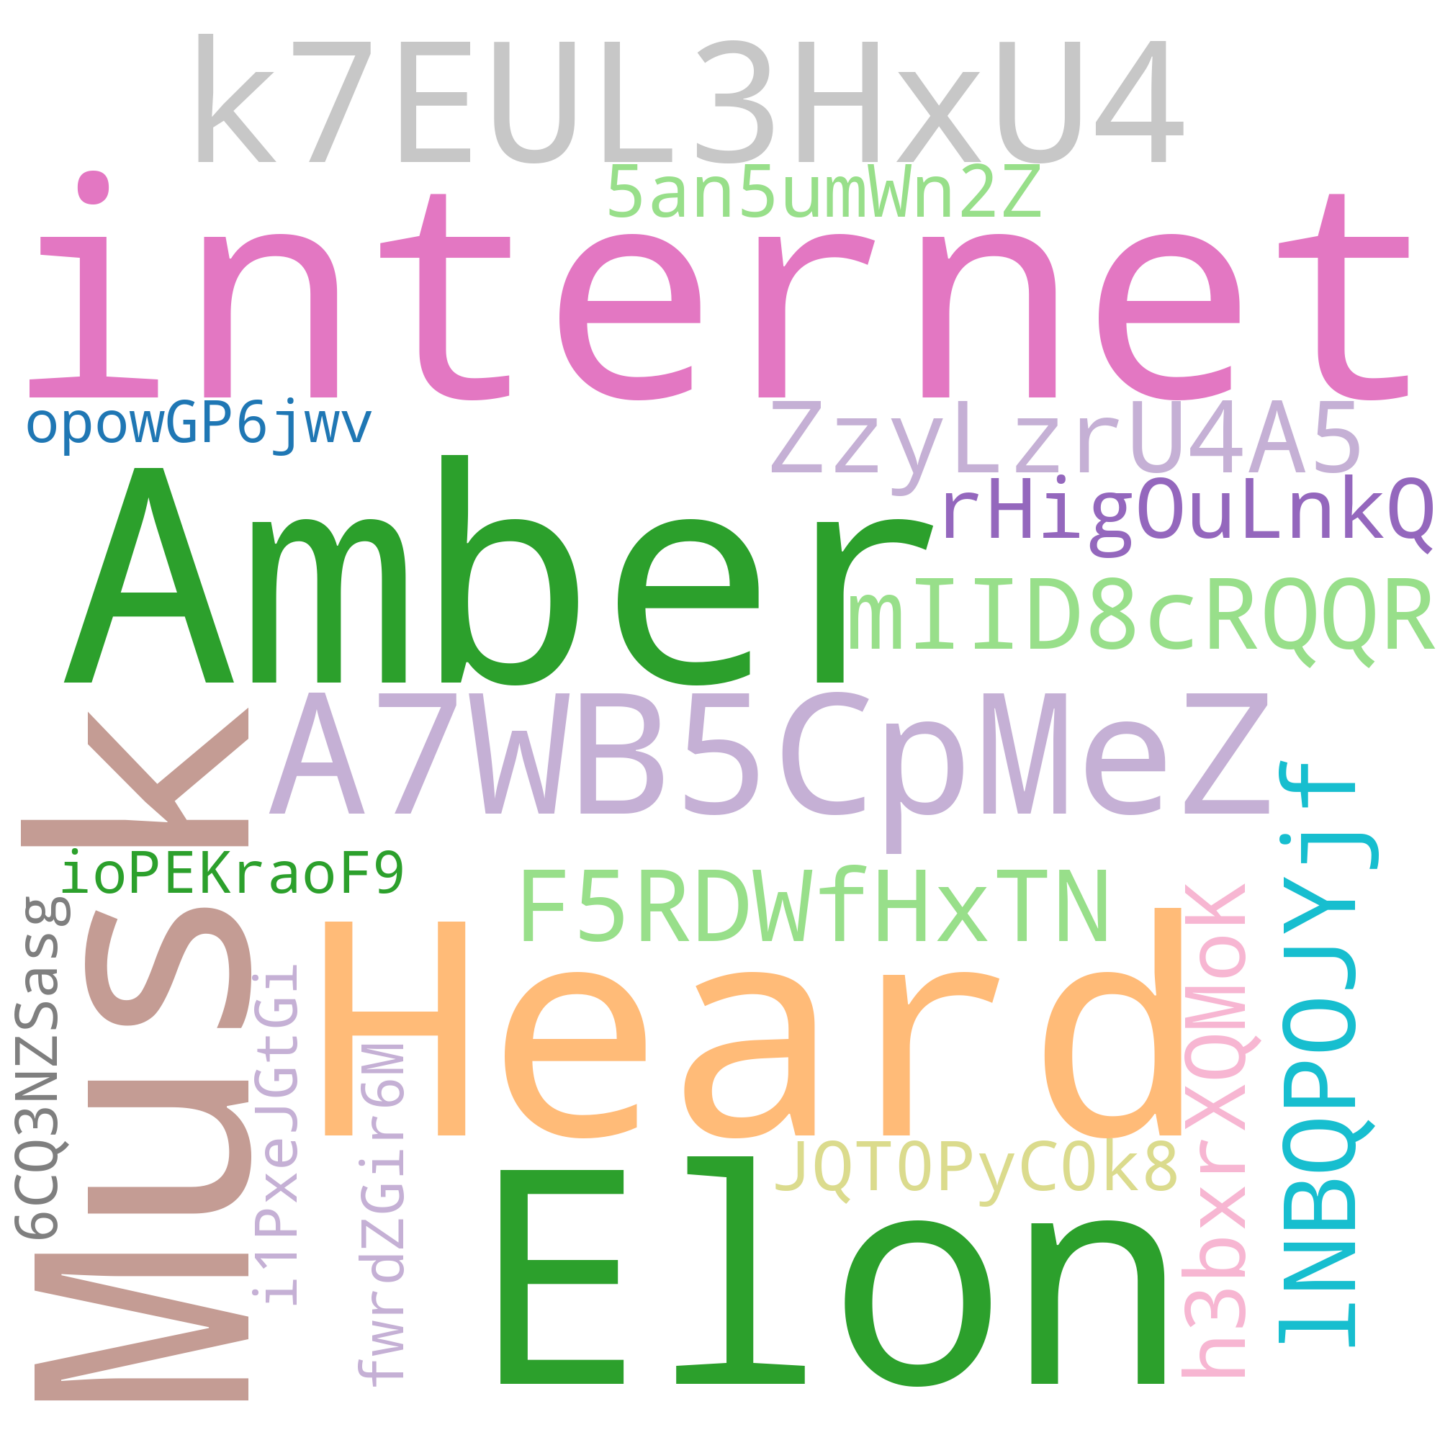 k7EUL3HxU4
5an5umWn2Z
internet
opowGP6jwv
ZzyLzrU4A5
rHigOuLnkQ
Amber
mIID8cRQQR
A7WB5CpMeZ
Musk
ioPEKraoF9
F5RDWfHxTN
6CQ3NZSasg
i1PxeJGtGi
Heard
fwrdZGir6M
JQT0PyC0k8
h3bxrXQMoK
lNBQPOJYjf
Elon